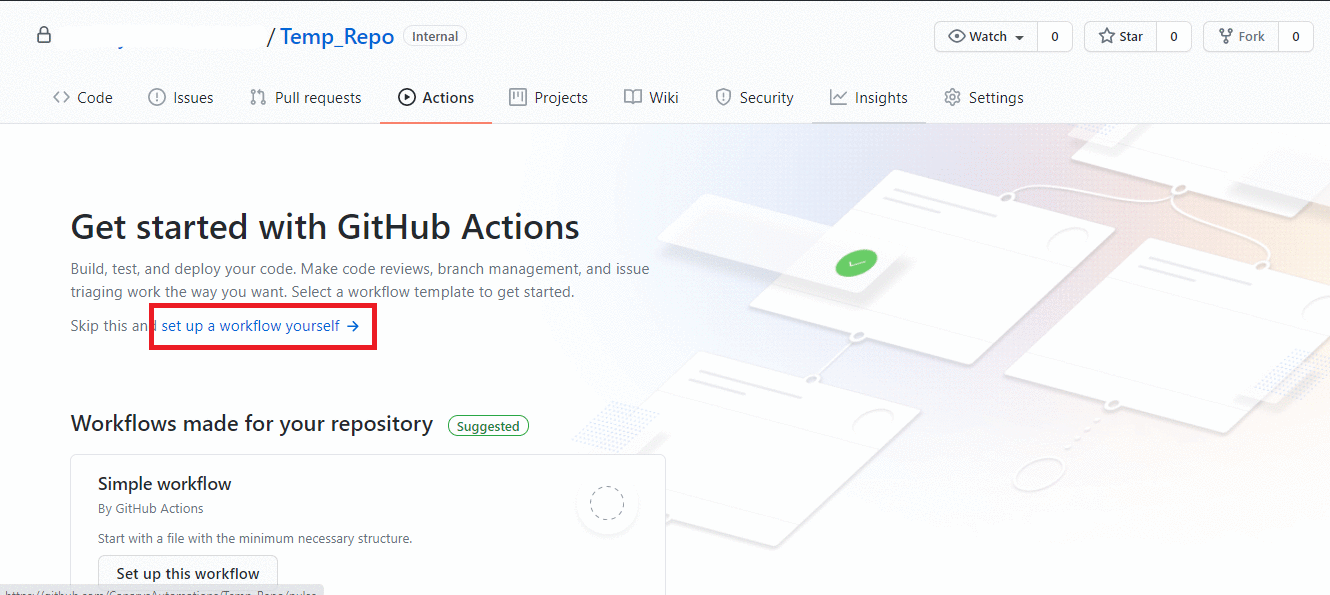 / Temp_Repo Internal Watch 0 Star 0 Fork 0
Code Issues Pull requests Actions Projects Wiki Security Insights Settings
Get started with GitHub Actions
Build, test, and deploy your code. Make code reviews, branch management, and issue
triaging work the way you want. Select a workflow template to get started.
Skip this and set up a workflow yourself →
Workflows made for your repository Suggested
Simple workflow
By GitHub Actions
Start with a file with the minimum necessary structure.
Set up this workflow